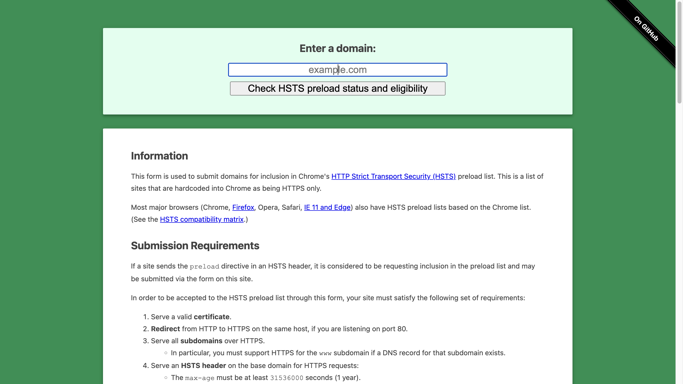 On GitHub
Enter a domain:
example.com
Check HSTS preload status and eligibility
Information
This form is used to submit domains for inclusion in Chrome's HTTP Strict Transport Security (HSTS) preload list. This is a list of
sites that are hardcoded into Chrome as being HTTPS only.
Most major browsers (Chrome, Firefox, Opera, Safari, IE 11 and Edge) also have HSTS preload lists based on the Chrome list.
(See the HSTS compatibility matrix.)
Submission Requirements
If a site sends the preload directive in an HSTS header, it is considered to be requesting inclusion in the preload list and may
be submitted via the form on this site.
In order to be accepted to the HSTS preload list through this form, your site must satisfy the following set of requirements:
1. Serve a valid certificate.
2. Redirect from HTTP to HTTPS on the same host, if you are listening on port 80.
3. Serve all subdomains over HTTPS.
In particular, you must support HTTPS for the www subdomain if a DNS record for that subdomain exists.
4. Serve an HSTS header on the base domain for HTTPS requests:
The max-age must be at least 31536000 seconds (1 year).